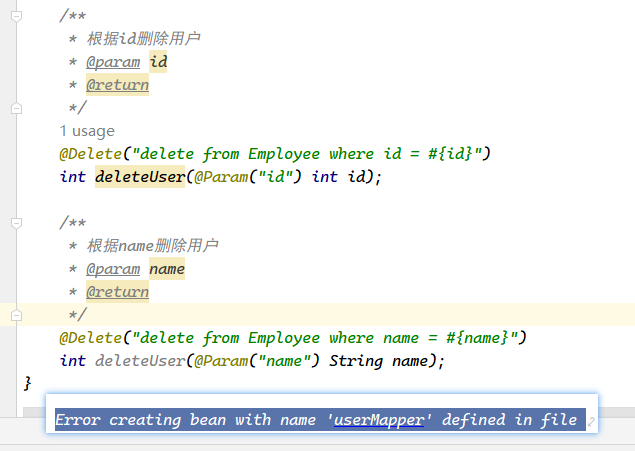 /**
* 根据id删除用户
* @param id
* @return
*/
1 usage
@Delete("delete from Employee where id = #{id}")
int deleteUser(@Param("id") int id);
/**
* 根据name删除用户
* @param name
* @return
*/
@Delete("delete from Employee where name = #{name}")
int deleteUser(@Param("name") String name);
}
Error creating bean with name 'userMapper' defined in file